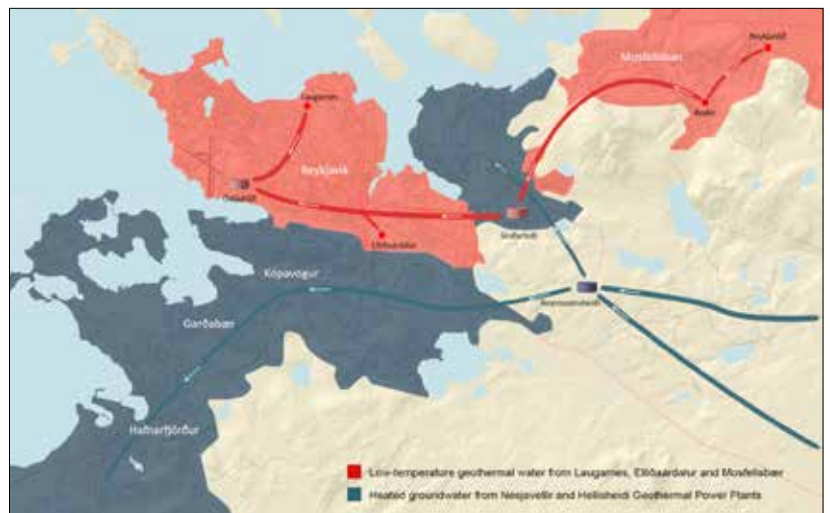 Reykjahlíð
Mosfellsbær
Reykir
Laugarnes
Reykjavík
Öskjuhlíð
Grafarholt
Elliðaárdalur
Kópavogur
Reynisvatnsheiði
Garðabær
Hafnarfjörður
Low-temperature geothermal water from Laugarnes, Elliðaárdalur and Mosfellsbær
Heated groundwater from Nesjavellir and Hellisheidi Geothermal Power Plants